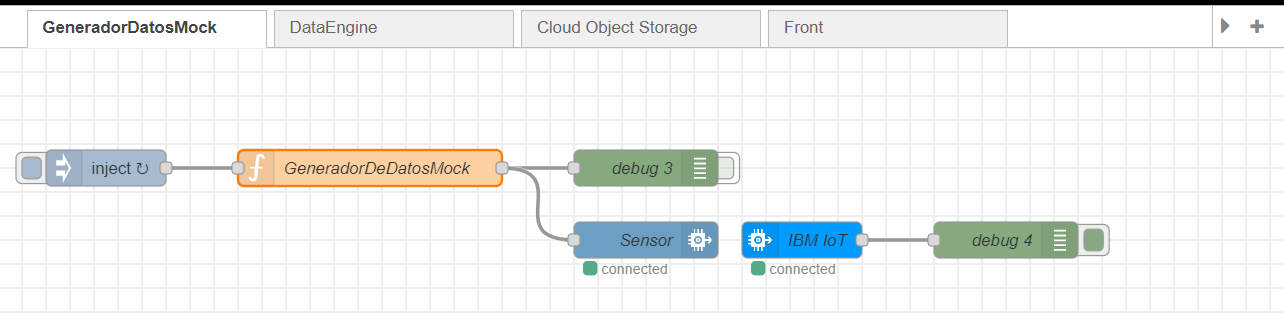 GeneradorDatosMock
DataEngine
Cloud Object Storage
Front
inject ↻
GeneradorDeDatosMock
debug 3
Sensor
IBM IoT
debug 4
connected
connected